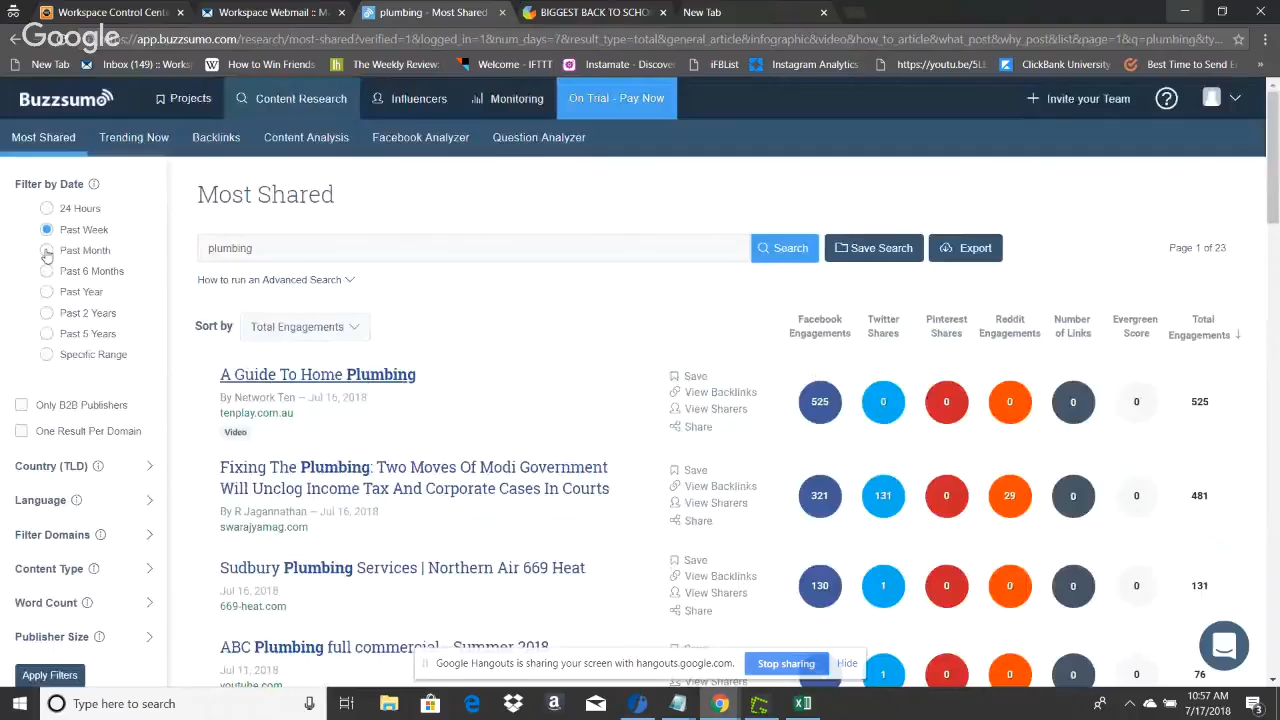 Workspace Control Cent
Webmail :: M
plumbing - Most Shared
BIGGEST BACK TO SCHO
New Tab
Google
https://app.buzzsumo.com/research/most-shared?verified=1&logged_in=1&num_days=7&result_type=total&general_article&infographic&video&how_to_article&what_post&why_post&list&page=1&q=plumbing&ty...
New Tab
Inbox (149) :: Works
How to Win Friends
The Weekly Review:
Welcome - IFTTT
Instamate - Discove
iFBList
Instagram Analytics
https://youtu.be/5L
ClickBank University
Best Time to Send E
Buzzsumo
Projects
Content Research
Influencers
Monitoring
On Trial - Pay Now
+ Invite your Team
?
Most Shared
Trending Now
Backlinks
Content Analysis
Facebook Analyzer
Question Analyzer
Filter by Date
24 Hours
Past Week
Past Month
Past 6 Months
Past Year
Past 2 Years
Past 5 Years
Specific Range
Only B2B Publishers
One Result Per Domain
Country (TLD)
Language
Filter Domains
Content Type
Word Count
Publisher Size
Apply Filters
Most Shared
plumbing
Search
Save Search
Export
Page 1 of 23
How to run an Advanced Search
Sort by
Total Engagements
Facebook Engagements
Twitter Shares
Pinterest Shares
Reddit Engagements
Number of Links
Evergreen Score
Total Engagements ↓
A Guide To Home Plumbing
By Network Ten — Jul 16, 2018
tenplay.com.au
Video
Save
View Backlinks
View Sharers
Share
525
0
0
0
0
0
525
Fixing The Plumbing: Two Moves Of Modi Government
Will Unclog Income Tax And Corporate Cases In Courts
By R Jagannathan — Jul 16, 2018
swarajyamag.com
Save
View Backlinks
View Sharers
Share
321
131
0
29
0
0
481
Sudbury Plumbing Services | Northern Air 669 Heat
Jul 16, 2018
669-heat.com
Save
View Backlinks
View Sharers
Share
130
1
0
0
0
0
131
ABC Plumbing full commercial - Summer 2018
Jul 11, 2018
youtube.com
1
0
0
0
0
76
Google Hangouts is sharing your screen with hangouts.google.com.
Stop sharing
Hide
Type here to search
10:57 AM
7/17/2018
3